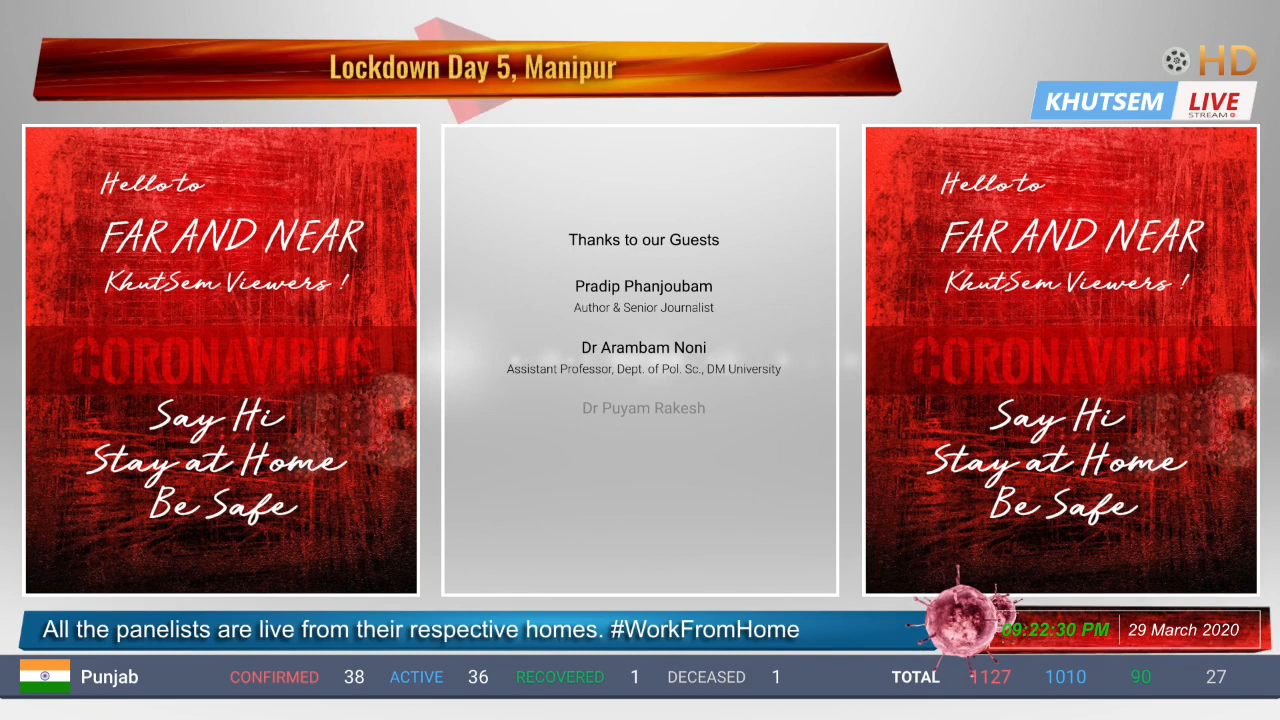 Lockdown Day 5, Manipur
HD
KHUTSEM LIVE
STREAM
Hello to
FAR AND NEAR
KhutSem Viewers !
CORONAVIRUS
Say Hi
Stay at Home
Be Safe
Thanks to our Guests
Pradip Phanjoubam
Author & Senior Journalist
Dr Arambam Noni
Assistant Professor, Dept. of Pol. Sc., DM University
Dr Puyam Rakesh
Hello to
FAR AND NEAR
KhutSem Viewers !
CORONAVIRUS
Say Hi
Stay at Home
Be Safe
All the panelists are live from their respective homes. #WorkFromHome
09:22:30 PM 29 March 2020
Punjab CONFIRMED 38 ACTIVE 36 RECOVERED 1 DECEASED 1 TOTAL 1127 1010 90 27